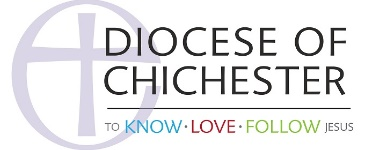 DIOCESE OF
CHICHESTER
TO KNOW·LOVE·FOLLOW JESUS